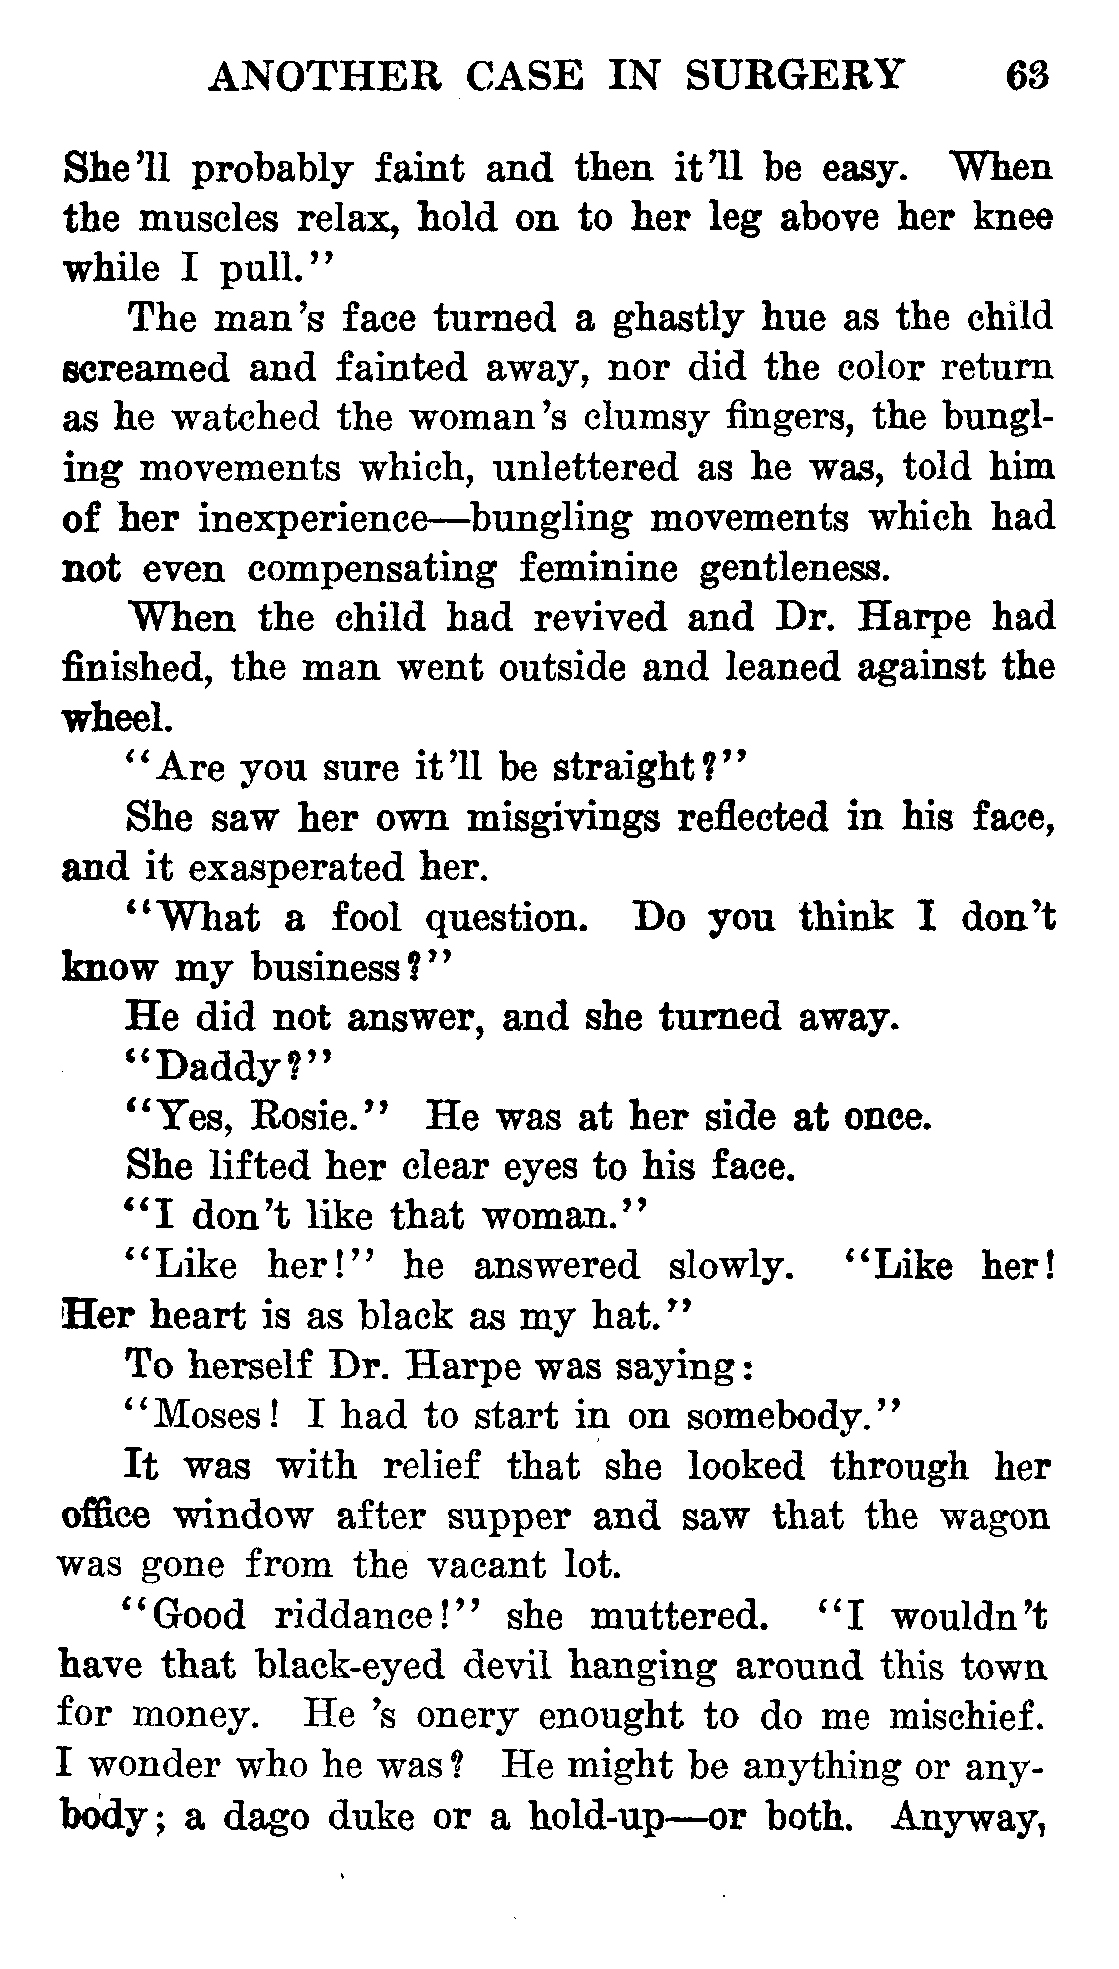 ANOTHER CASE IN SURGERY 63
She'll probably faint and then it'll be easy. When
the muscles relax, hold on to her leg above her knee
while I pull."
The man's face turned a ghastly hue as the child
screamed and fainted away, nor did the color return
as he watched the woman's clumsy fingers, the bungl-
ing movements which, unlettered as he was, told him
of her inexperience—bungling movements which had
not even compensating feminine gentleness.
When the child had revived and Dr. Harpe had
finished, the man went outside and leaned against the
wheel.
"Are you sure it'll be straight?"
She saw her own misgivings reflected in his face,
and it exasperated her.
"What a fool question. Do you think I don't
know my business?"
He did not answer, and she turned away.
"Daddy?"
"Yes, Rosie." He was at her side at once.
She lifted her clear eyes to his face.
"I don't like that woman."
"Like her!" he answered slowly. "Like her!
Her heart is as black as my hat."
To herself Dr. Harpe was saying:
"Moses! I had to start in on somebody."
It was with relief that she looked through her
office window after supper and saw that the wagon
was gone from the vacant lot.
"Good riddance!" she muttered. "I wouldn't
have that black-eyed devil hanging around this town
for money. He 's onery enought to do me mischief.
I wonder who he was? He might be anything or any-
body; a dago duke or a hold-up—or both. Anyway,